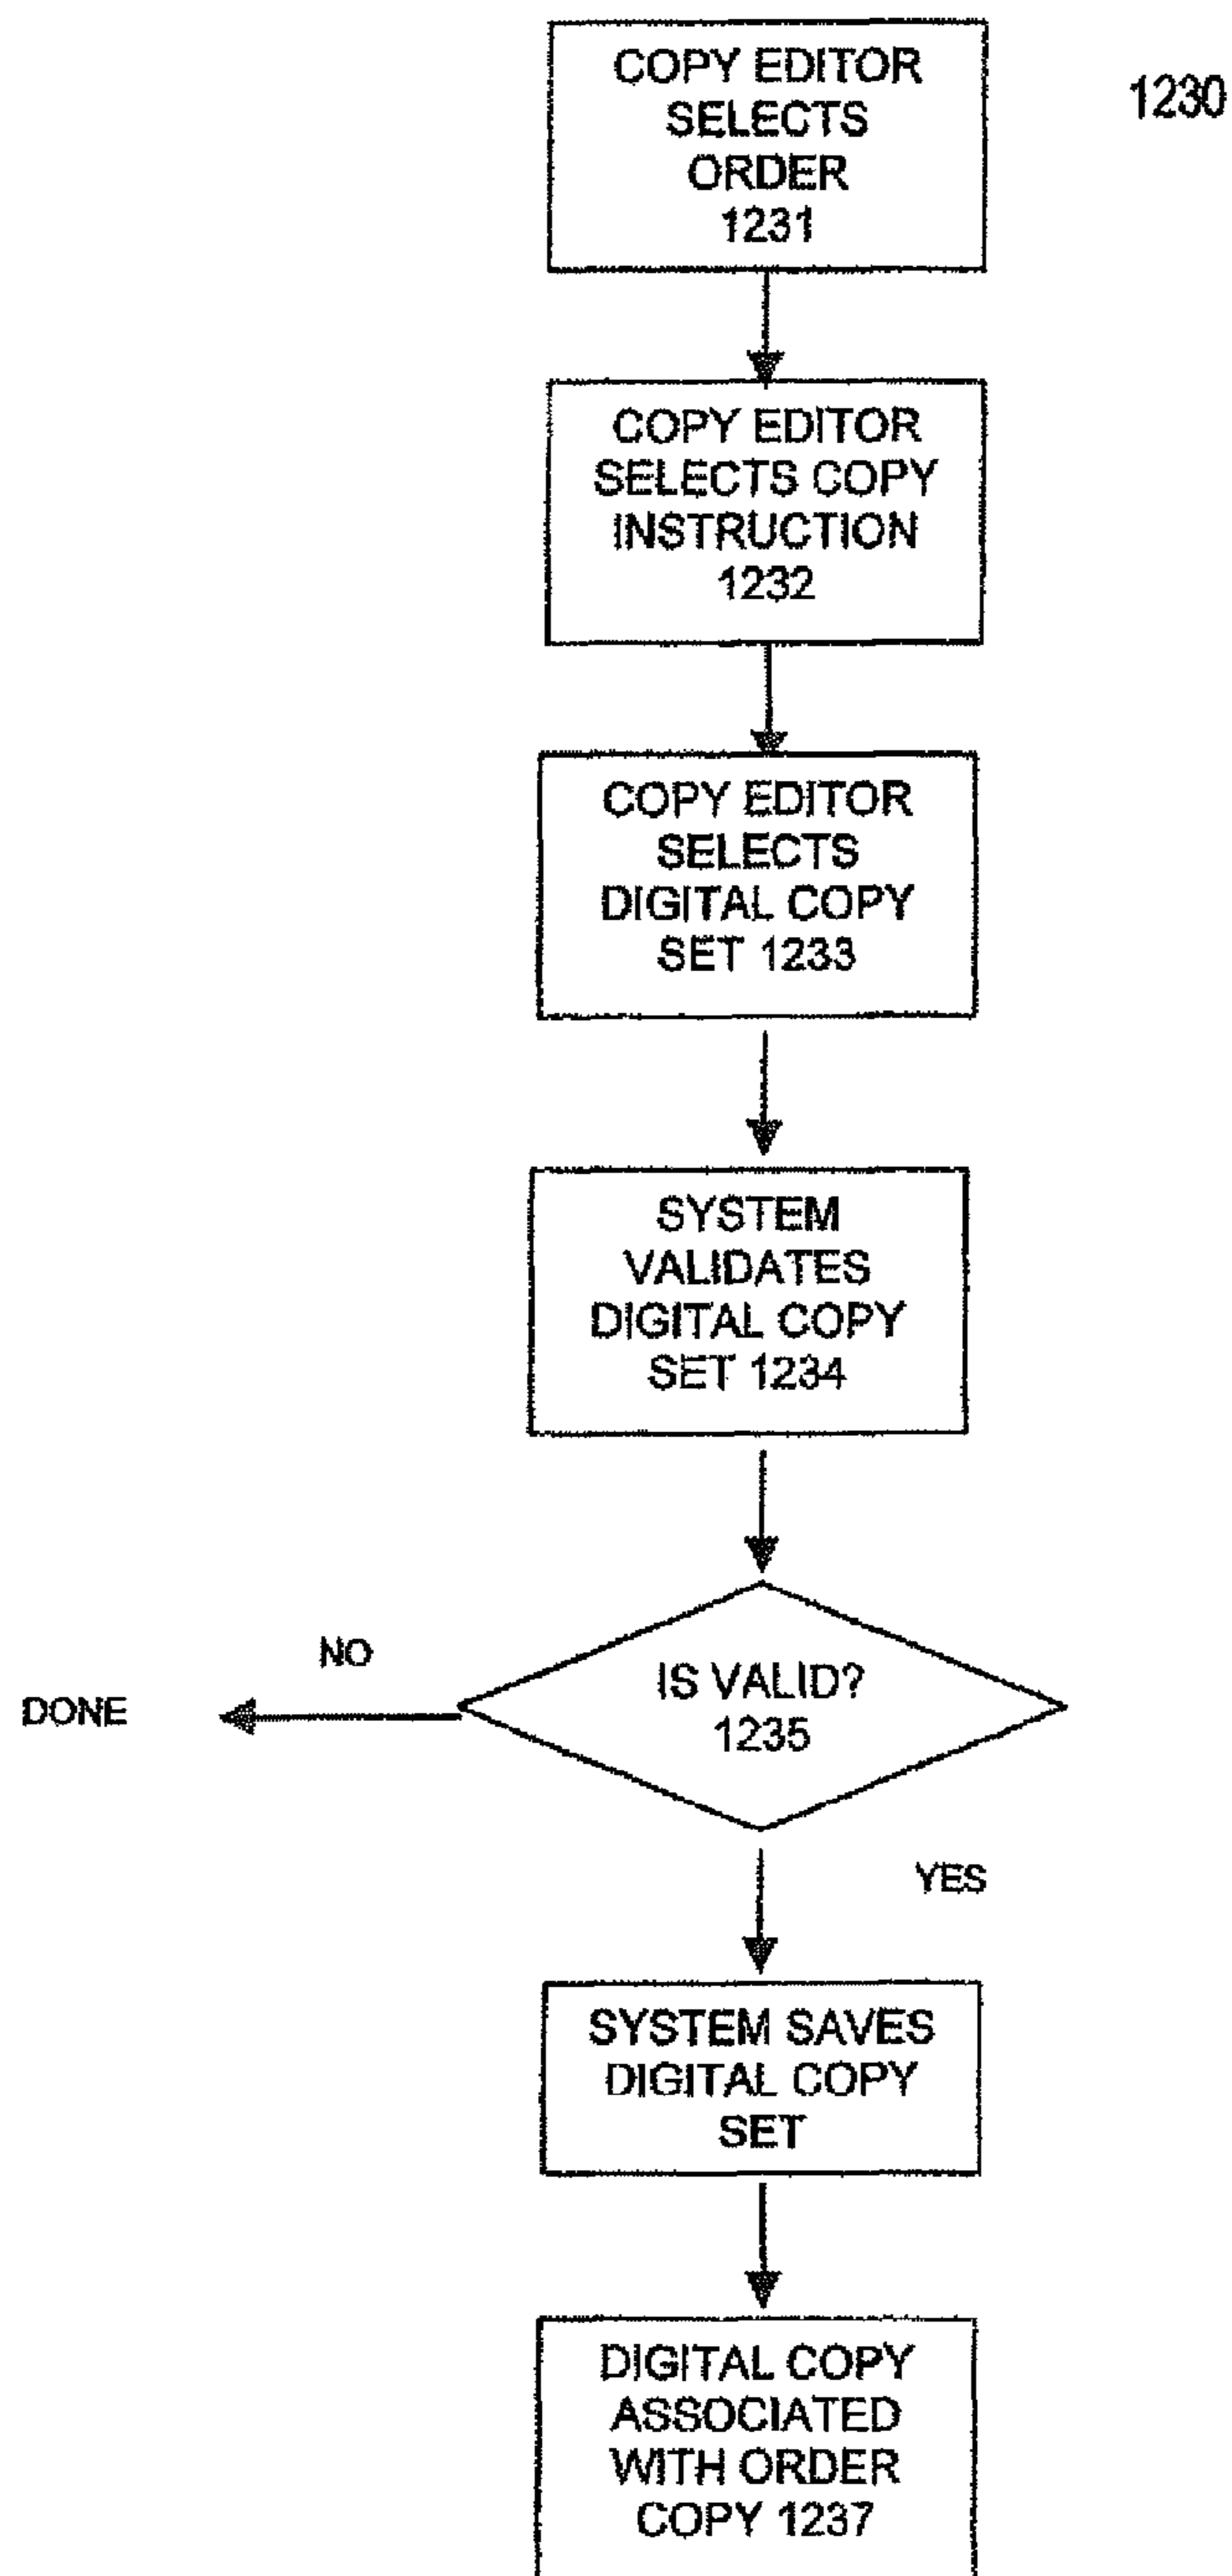 COPY EDITOR
SELECTS
ORDER
1231
1230
COPY EDITOR
SELECTS COPY
INSTRUCTION
1232
COPY EDITOR
SELECTS
DIGITAL COPY
SET 1233
SYSTEM
VALIDATES
DIGITAL COPY
SET 1234
IS VALID?
1235
NO
DONE
YES
SYSTEM SAVES
DIGITAL COPY
SET
DIGITAL COPY
ASSOCIATED
WITH ORDER
COPY 1237